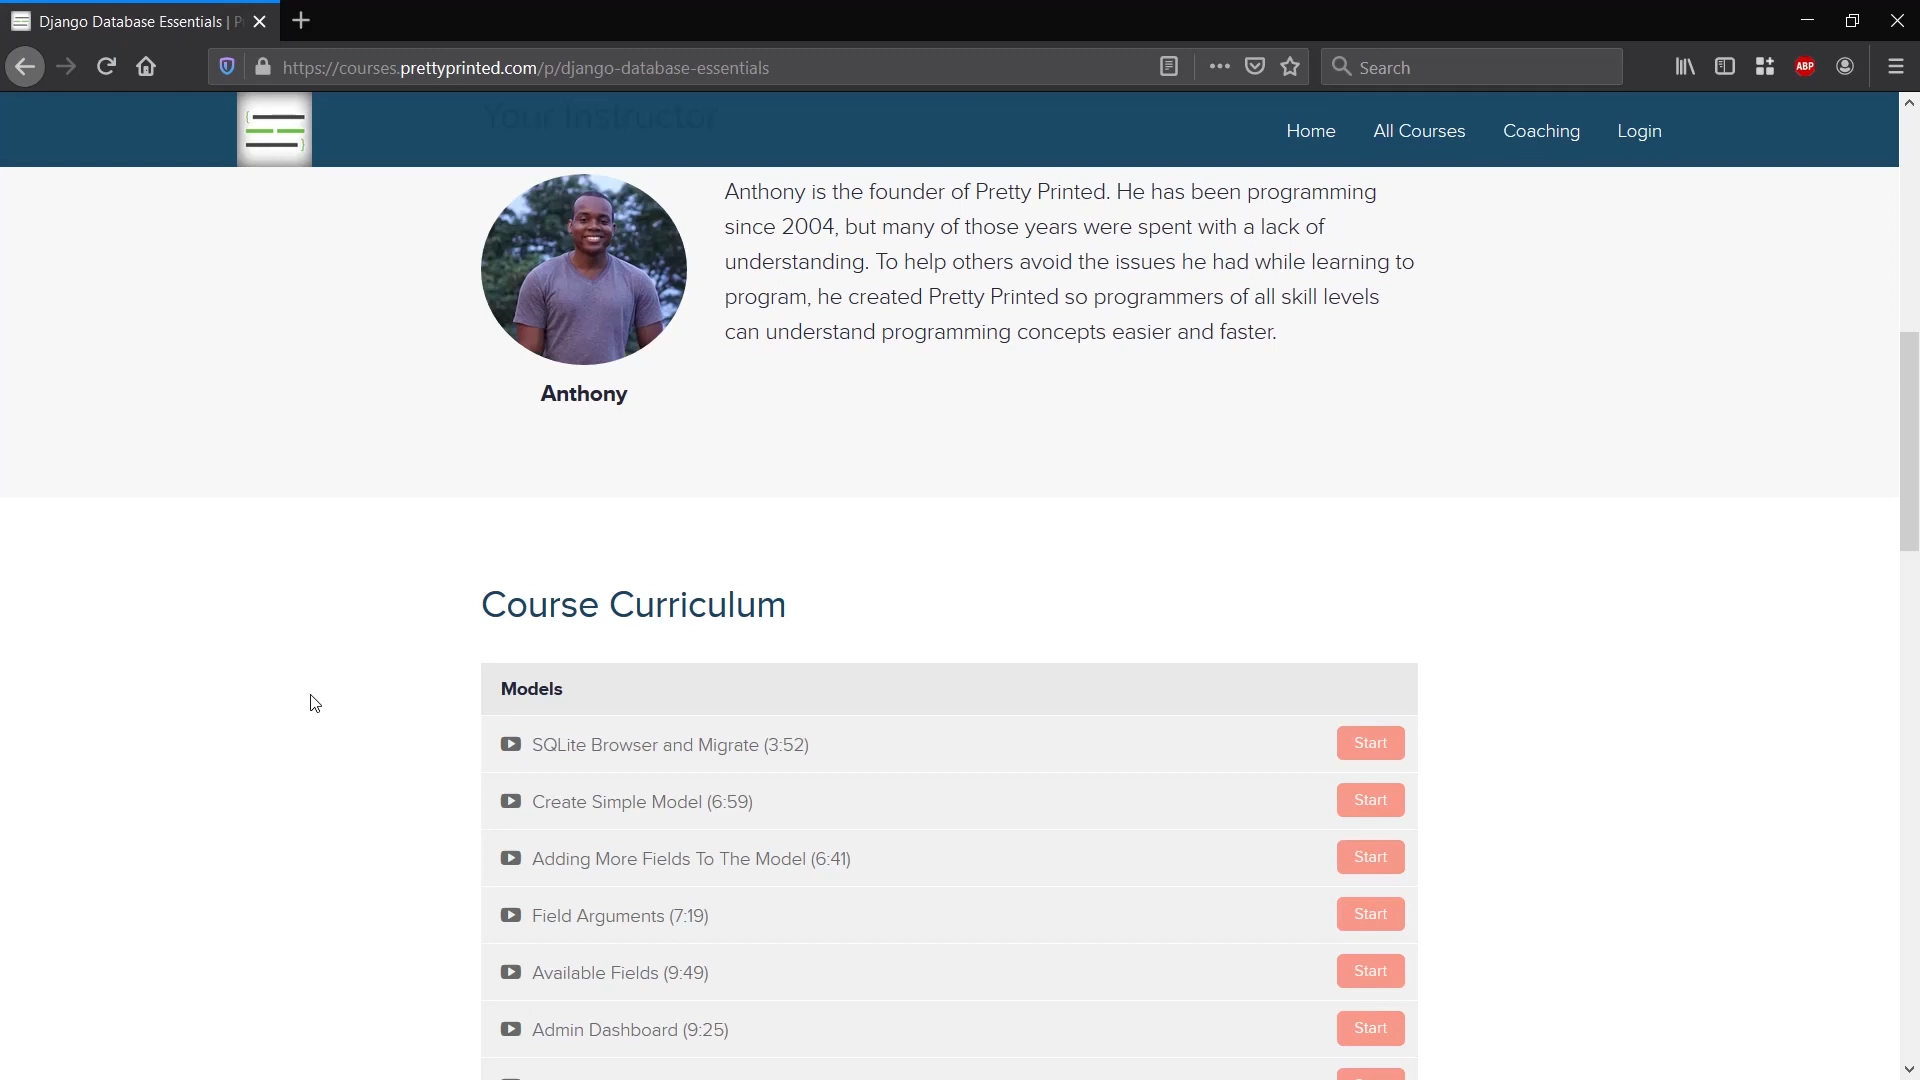 Django Database Essentials | P
https://courses.prettyprinted.com/p/django-database-essentials
Search
ABP
Your Instructor
Home
All Courses
Coaching
Login
Anthony is the founder of Pretty Printed. He has been programming
since 2004, but many of those years were spent with a lack of
understanding. To help others avoid the issues he had while learning to
program, he created Pretty Printed so programmers of all skill levels
can understand programming concepts easier and faster.
Anthony
Course Curriculum
Models
SQLite Browser and Migrate (3:52)
Start
Create Simple Model (6:59)
Start
Adding More Fields To The Model (6:41)
Start
Field Arguments (7:19)
Start
Available Fields (9:49)
Start
Admin Dashboard (9:25)
Start